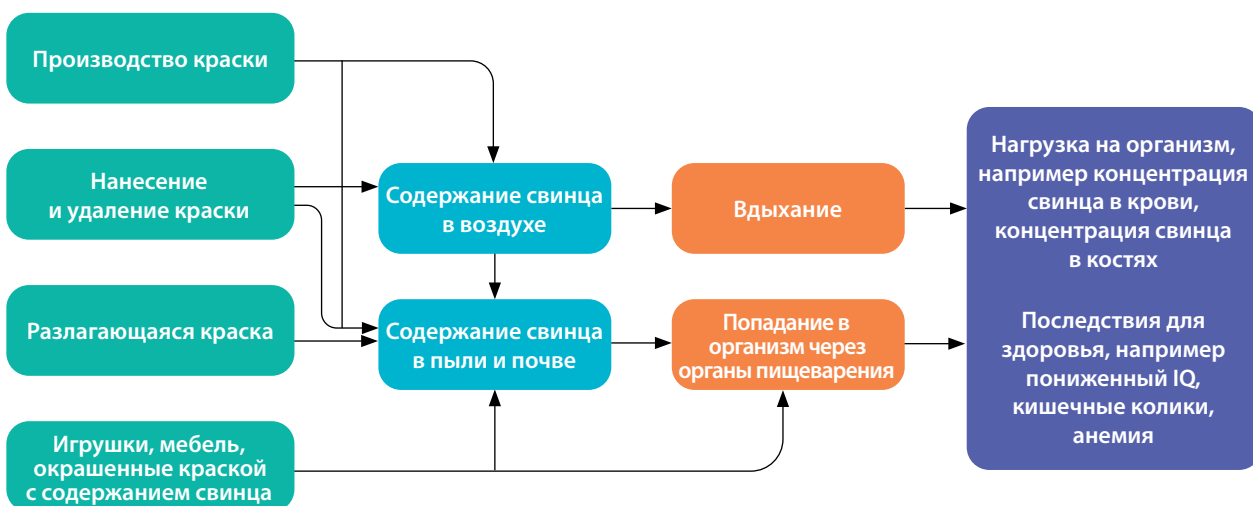 Производство краски
Нанесение
и удаление краски
Разлагающаяся краска
Игрушки, мебель,
окрашенные краской
с содержанием свинца
Содержание свинца
в воздухе
Содержание свинца
в пыли и почве
Вдыхание
Попадание в
организм через
органы пищеварения
Нагрузка на организм,
например концентрация
свинца в крови,
концентрация свинца
в костях
Последствия для
здоровья, например
пониженный IQ,
кишечные колики,
анемия